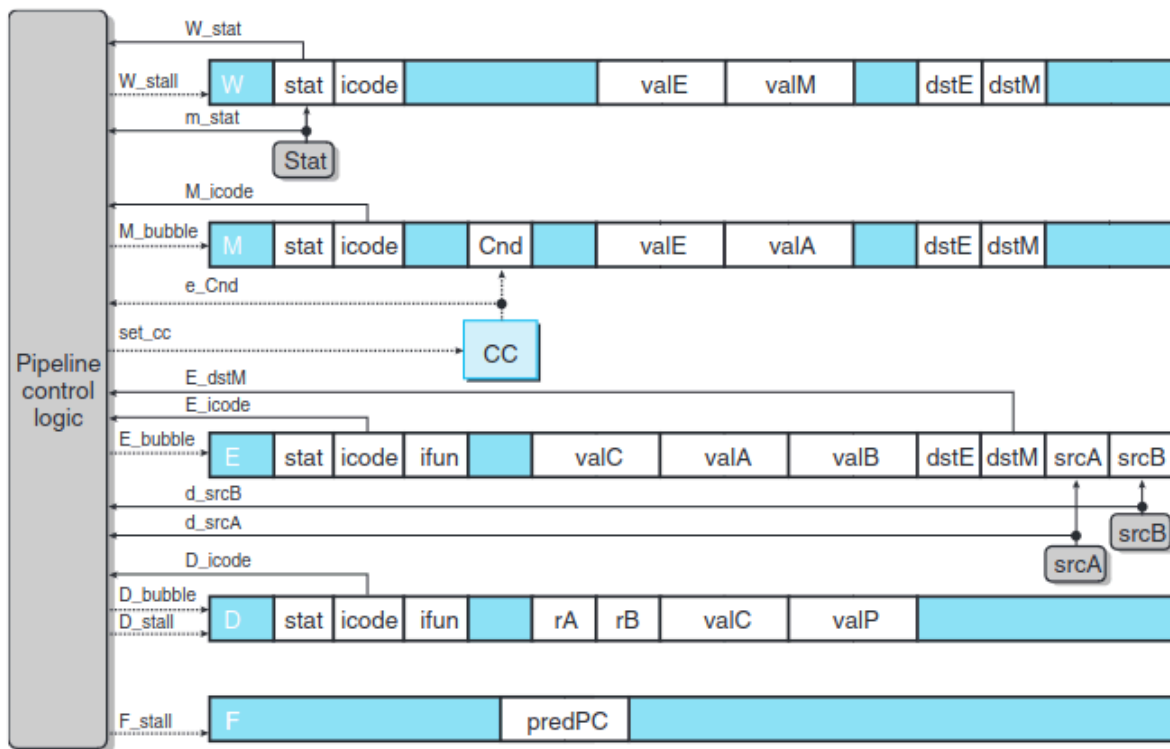 W_stat
W_stall
W stat icode valE valM dstE dstM
m_stat
Stat
M_icode
M_bubble
M stat icode Cnd valE valA dstE dstM
e_Cnd
set_cc
CC
Pipeline
control
logic
E_dstM
E_icode
E_bubble
E stat icode ifun valC valA valB dstE dstM srcA srcB
d_srcB
d_srcA
srcB
srcA
D_icode
D_bubble
D_stall
D stat icode ifun rA rB valC valP
F_stall
F predPC